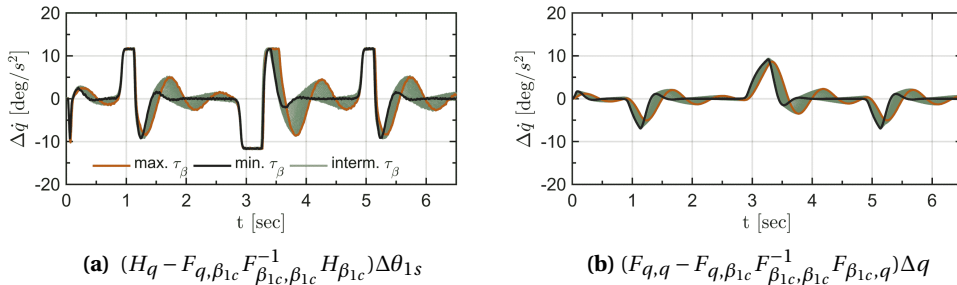 20
10
0
-10
-20
Δq̇ [deg/s²]
max. τ_β min. τ_β interm. τ_β
0 1 2 3 4 5 6
t [sec]
(a) (H_q − F_{q,β_{1c}} F^{-1}_{β_{1c},β_{1c}} H_{β_{1c}})Δθ_{1s}
20
10
0
-10
-20
Δq̇ [deg/s²]
0 1 2 3 4 5 6
t [sec]
(b) (F_{q,q} − F_{q,β_{1c}} F^{-1}_{β_{1c},β_{1c}} F_{β_{1c},q})Δq